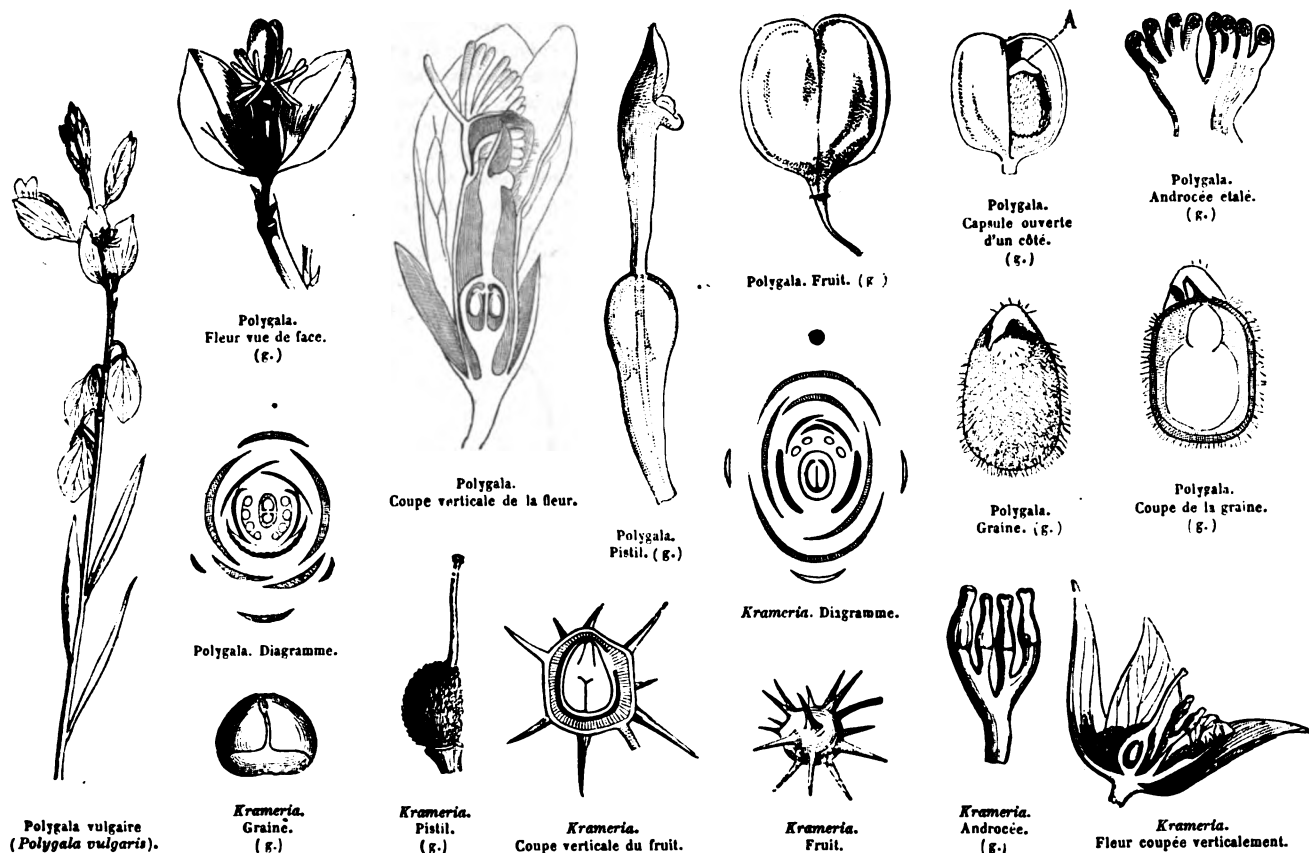 A
Polygala.
Fleur vue de face.
(g.)
Polygala.
Coupe verticale de la fleur.
Polygala.
Pistil. (g.)
Polygala. Fruit. (g)
Polygala.
Capsule ouverte
d'un côté.
(g.)
Polygala.
Androcée etalé.
(g.)
Polygala.
Graine. (g.)
Polygala.
Coupe de la graine.
(g.)
Polygala. Diagramme.
Krameria. Diagramme.
Polygala vulgaire
(Polygala vulgaris).
Krameria.
Graine.
(g.)
Krameria.
Pistil.
(g.)
Krameria.
Coupe verticale du fruit.
Krameria.
Fruit.
Krameria.
Androcée.
(g.)
Krameria.
Fleur coupée verticalement.